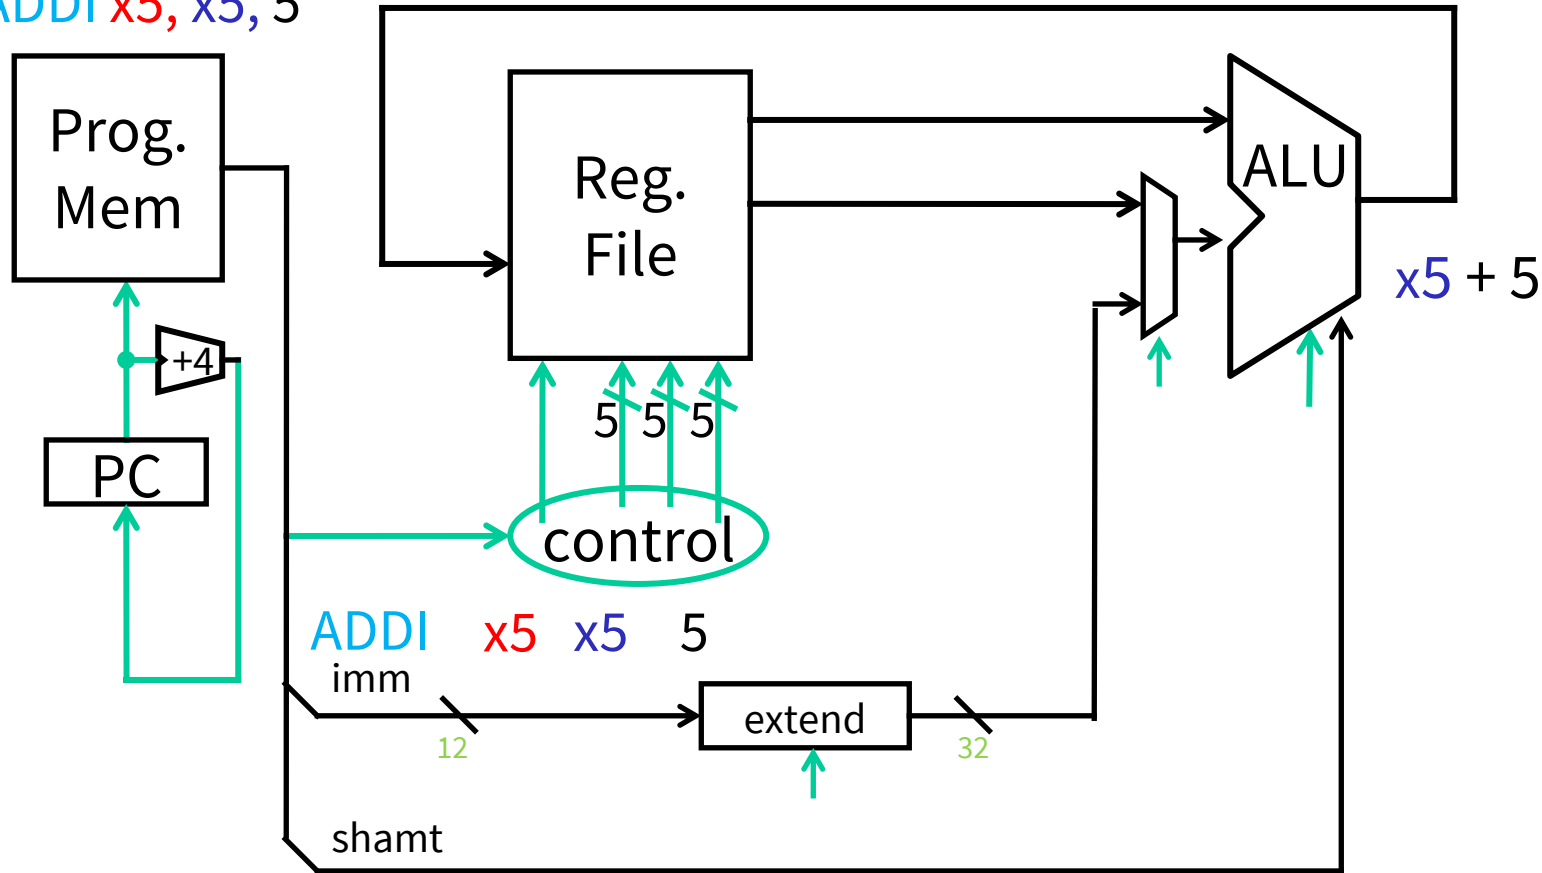 ADDI x5, x5, 5
Prog.
Mem
Reg.
File
ALU
x5 + 5
+4
5 5 5
PC
control
ADDI x5 x5 5
imm
extend
12
32
shamt